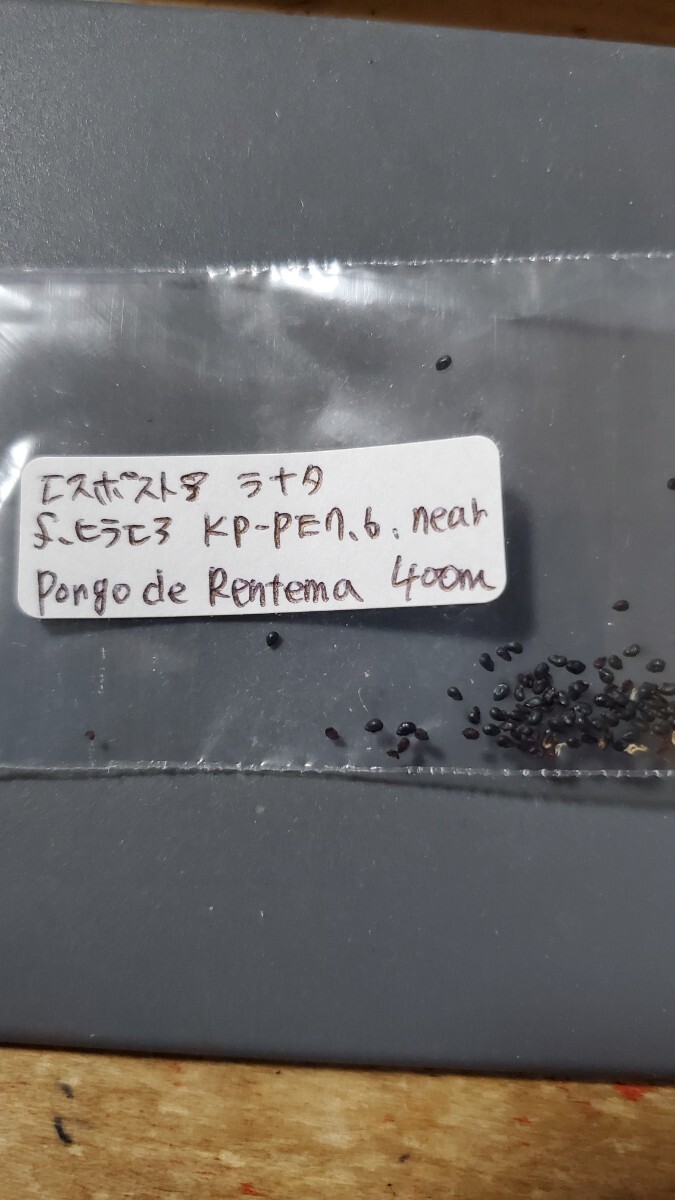 エスポストア ラナタ
f.ヒラエマ KP-PE7.6. near
Pongo de Rentema 400m